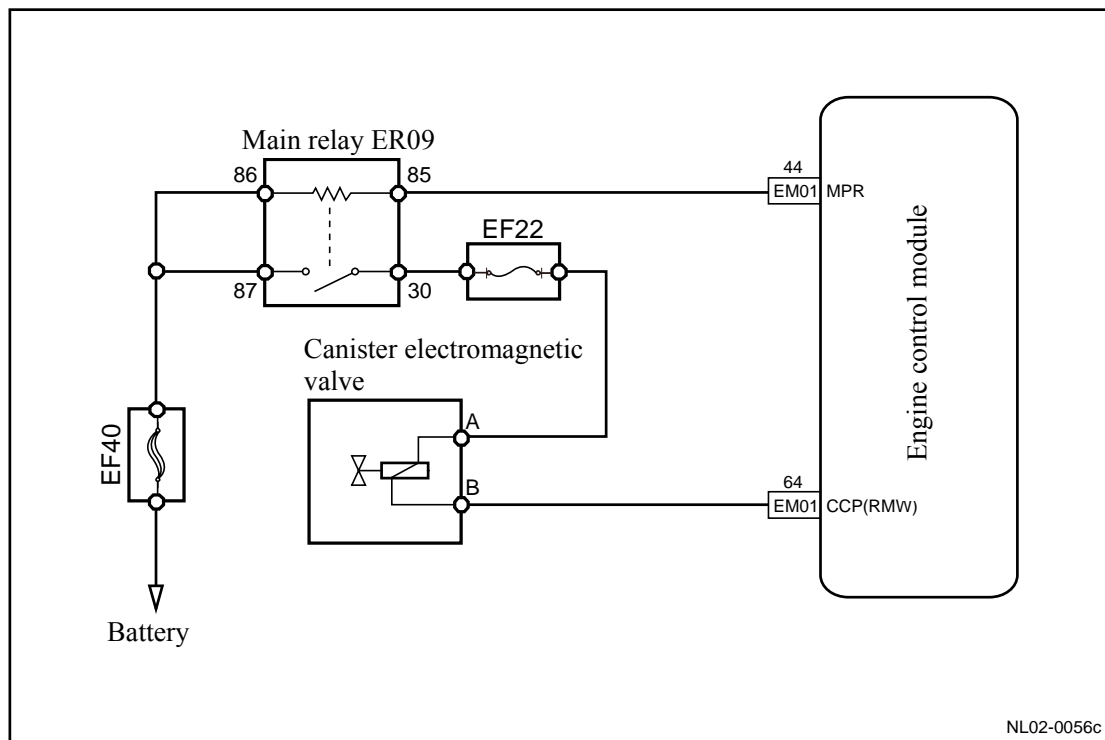 Main relay ER09
86
85
44
EM01
MPR
EF22
87
30
Canister electromagnetic
valve
A
B
EF40
Battery
64
EM01
CCP(RMW)
Engine control module
NL02-0056c